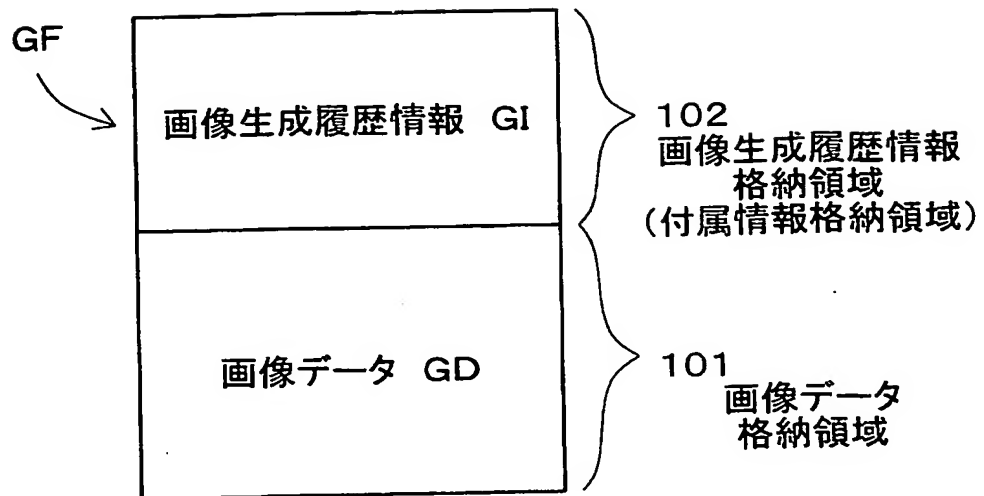 GF
画像生成履歴情報 GI
102
画像生成履歴情報
格納領域
(付属情報格納領域)
画像データ GD
101
画像データ
格納領域